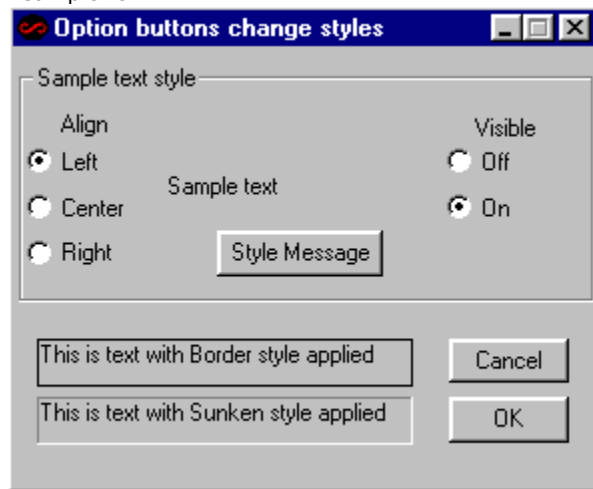 Option buttons change styles
Sample text style
Align
Visible
Left
Off
Sample text
Center
On
Right
Style Message
This is text with Border style applied
Cancel
This is text with Sunken style applied
OK